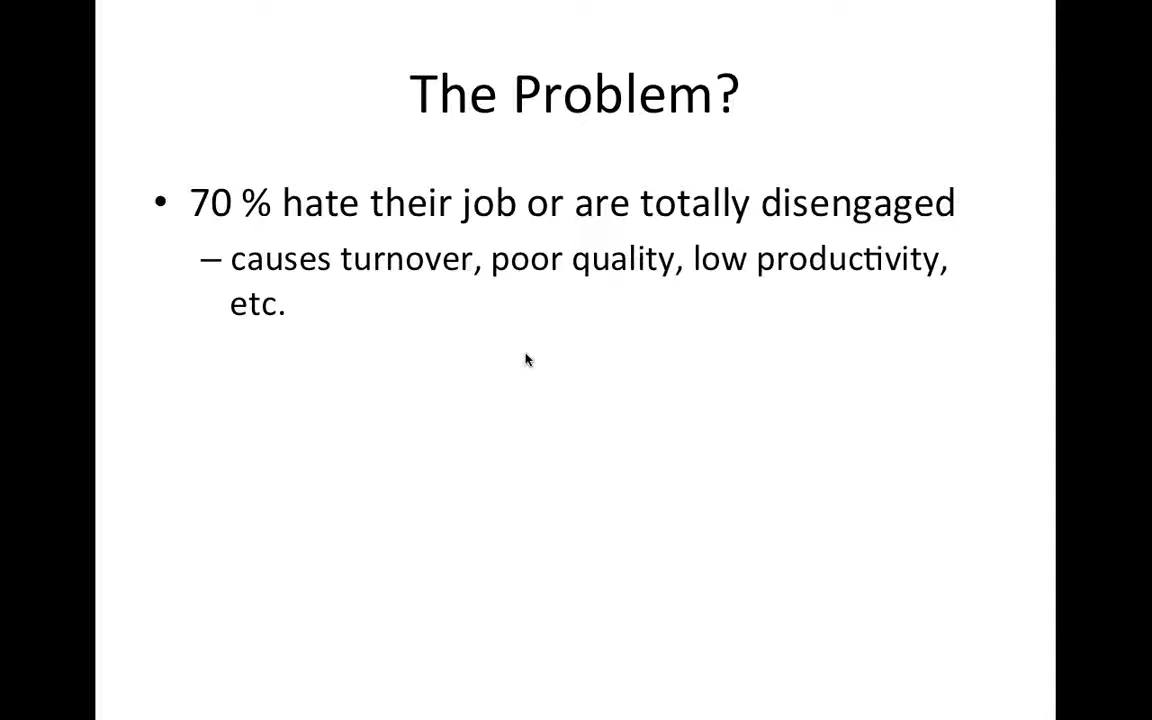 The Problem?
• 70 % hate their job or are totally disengaged
– causes turnover, poor quality, low productivity,
etc.